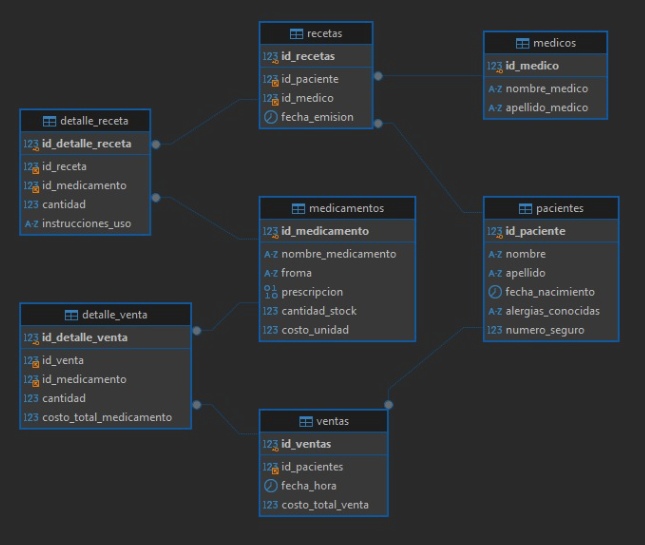 recetas
123 id_recetas
123 id_paciente
123 id_medico
fecha_emision
medicos
123 id_medico
A-Z nombre_medico
A-Z apellido_medico
detalle_receta
123 id_detalle_receta
123 id_receta
123 id_medicamento
123 cantidad
A-Z instrucciones_uso
medicamentos
123 id_medicamento
A-Z nombre_medicamento
A-Z froma
01
10 prescripcion
123 cantidad_stock
123 costo_unidad
pacientes
123 id_paciente
A-Z nombre
A-Z apellido
fecha_nacimiento
A-Z alergias_conocidas
123 numero_seguro
detalle_venta
123 id_detalle_venta
123 id_venta
123 id_medicamento
123 cantidad
123 costo_total_medicamento
ventas
123 id_ventas
123 id_pacientes
fecha_hora
123 costo_total_venta